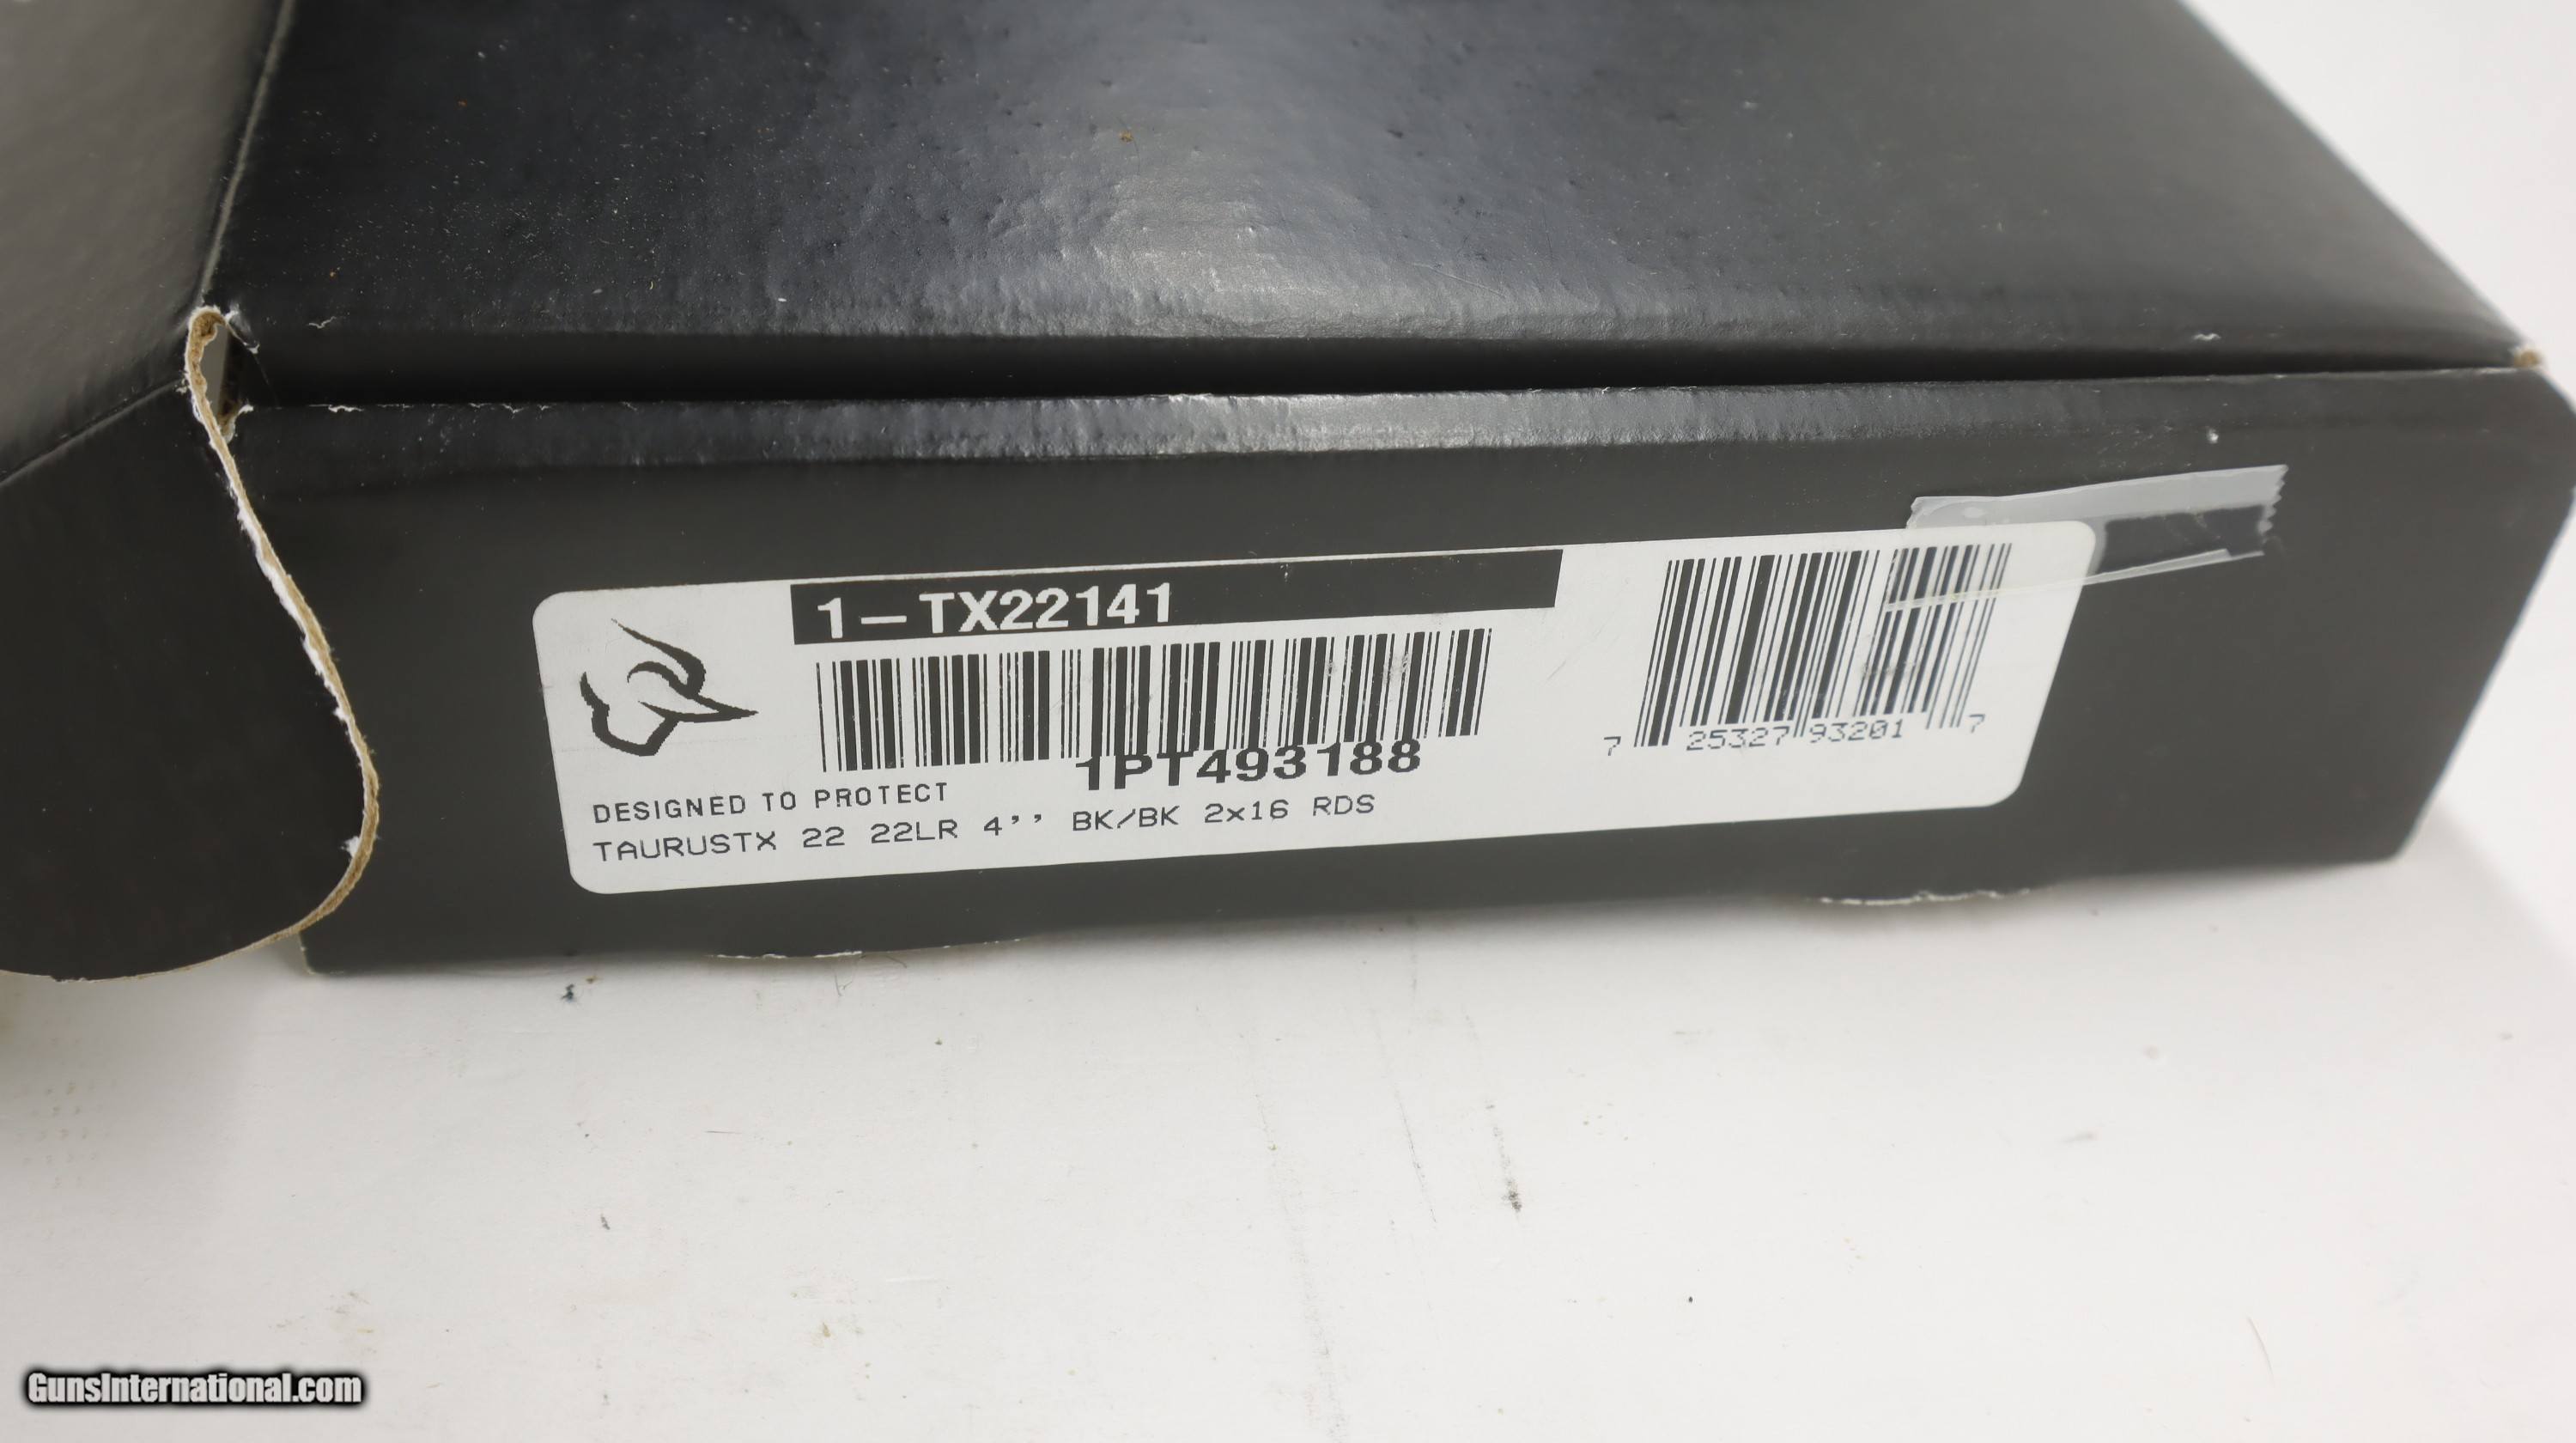 1-TX22141
1PT493188
7 25327 93201 7
DESIGNED TO PROTECT
TAURUSTX 22 22LR 4’’ BK/BK 2x16 RDS
GunsInternational.com